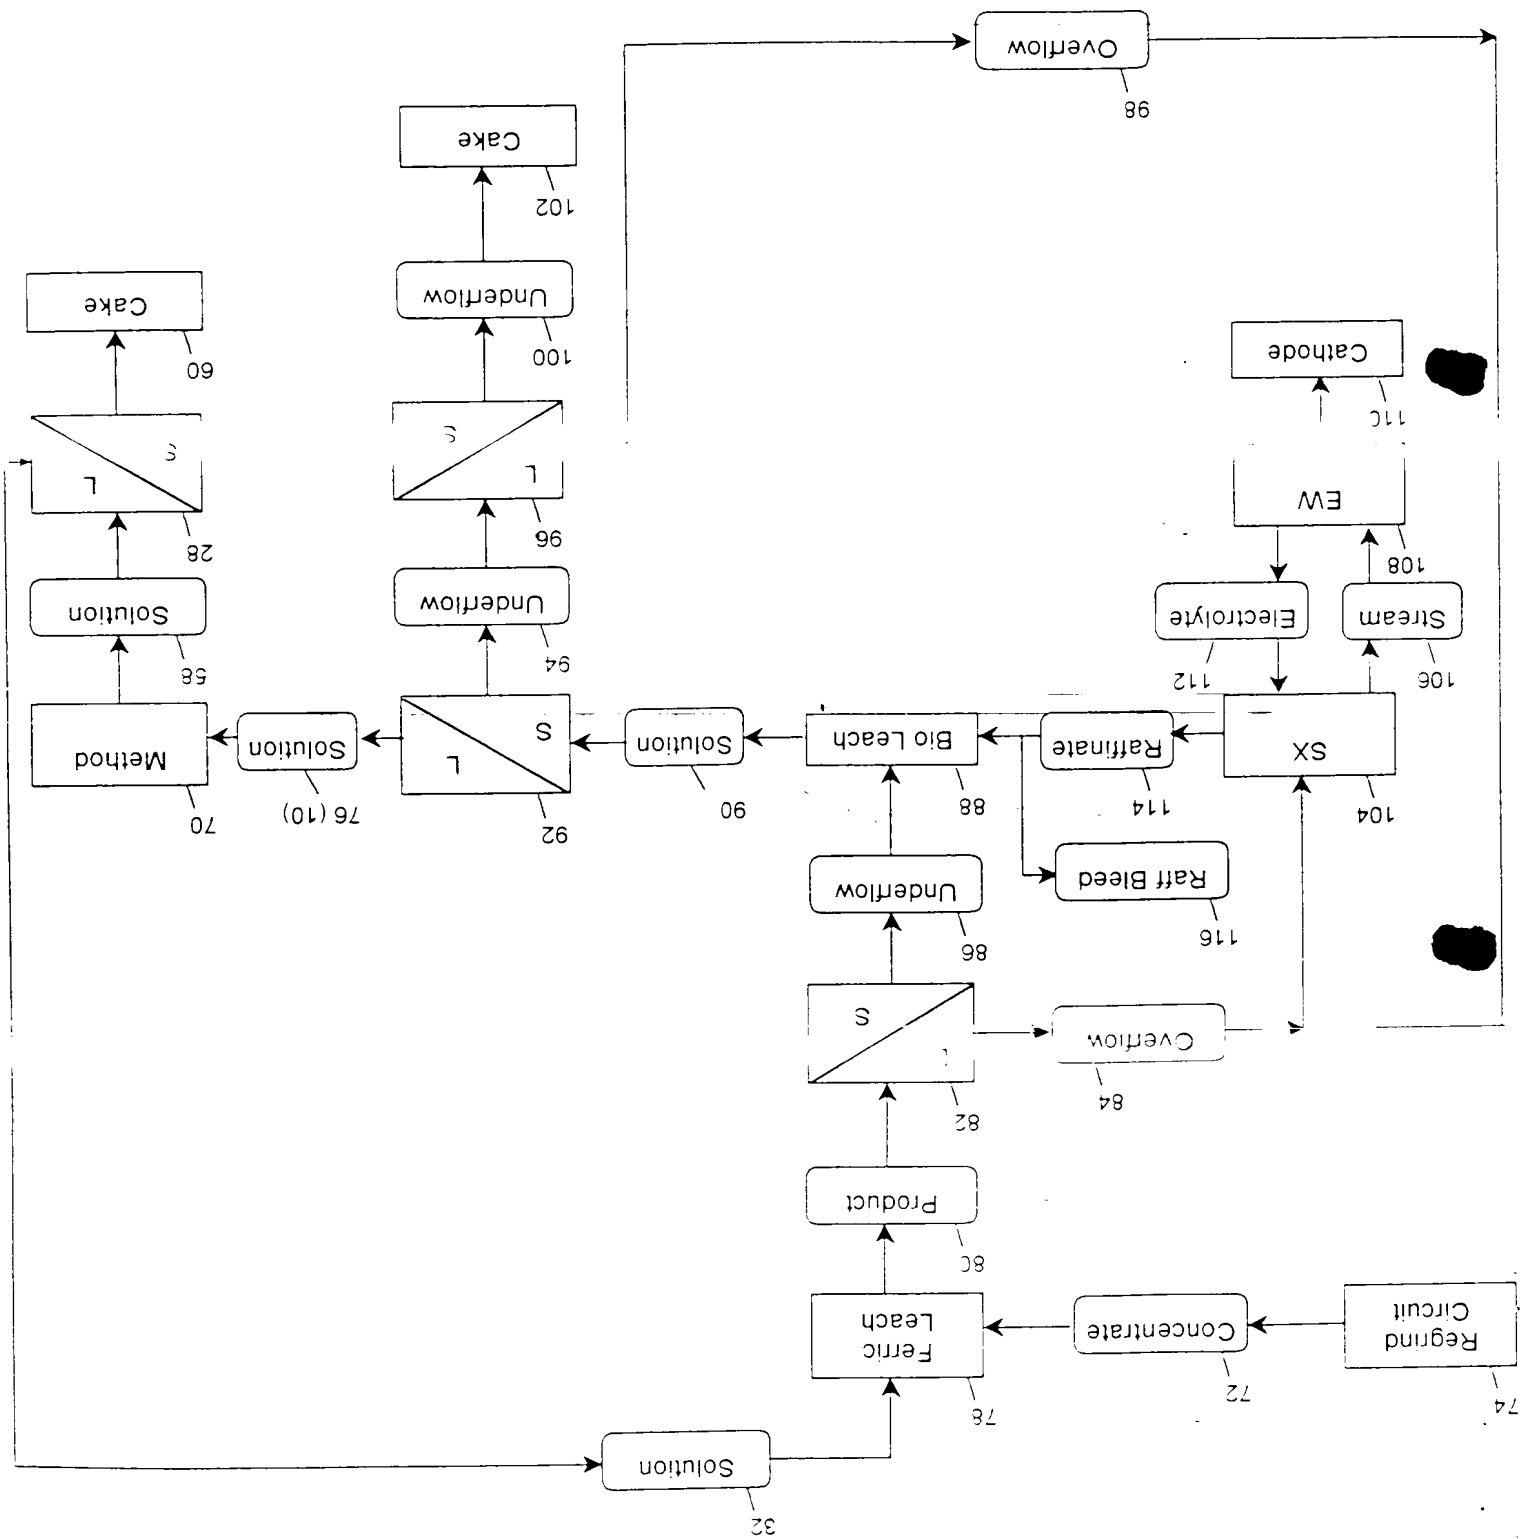 32
Solution
74
Regrind
Circuit
72
Concentrate
78
Ferric
Leach
80
Product
82
S
84
Overflow
86
Underflow
116
Raff Bleed
104
SX
114
Raffinate
88
Bio Leach
90
Solution
92
S
L
76 (10)
Solution
70
Method
106
Stream
112
Electrolyte
94
Underflow
58
Solution
108
EW
96
L
S
28
L
S
110
Cathode
100
Underflow
60
Cake
102
Cake
98
Overflow